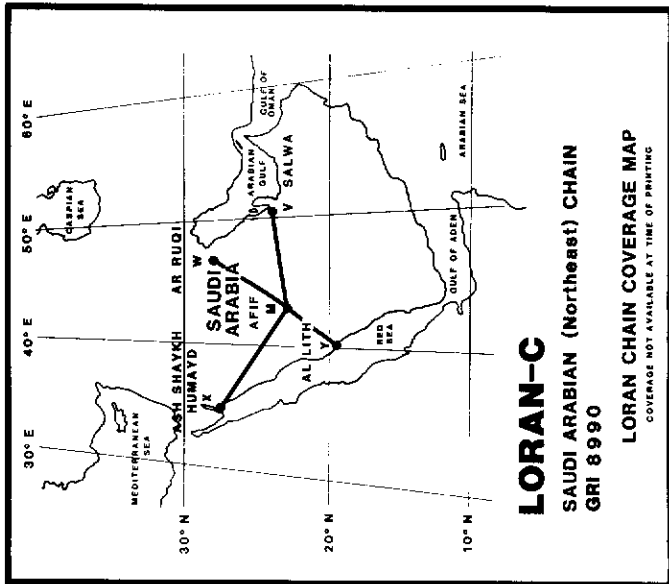 30° E
40° E
50° E
60° E
CASPIAN
SEA
MEDITERRANEAN
SEA
30° N
ASH SHAYKH
HUMAYD
X
AR RUQI
W
SAUDI
ARABIA
AFIF
M
ARABIAN
GULF
GULF OF
OMAN
V
SALWA
20° N
AL LITH
Y
RED
SEA
GULF OF ADEN
ARABIAN SEA
10° N
LORAN-C
SAUDI ARABIAN (Northeast) CHAIN
GRI 8990
LORAN CHAIN COVERAGE MAP
COVERAGE NOT AVAILABLE AT TIME OF PRINTING